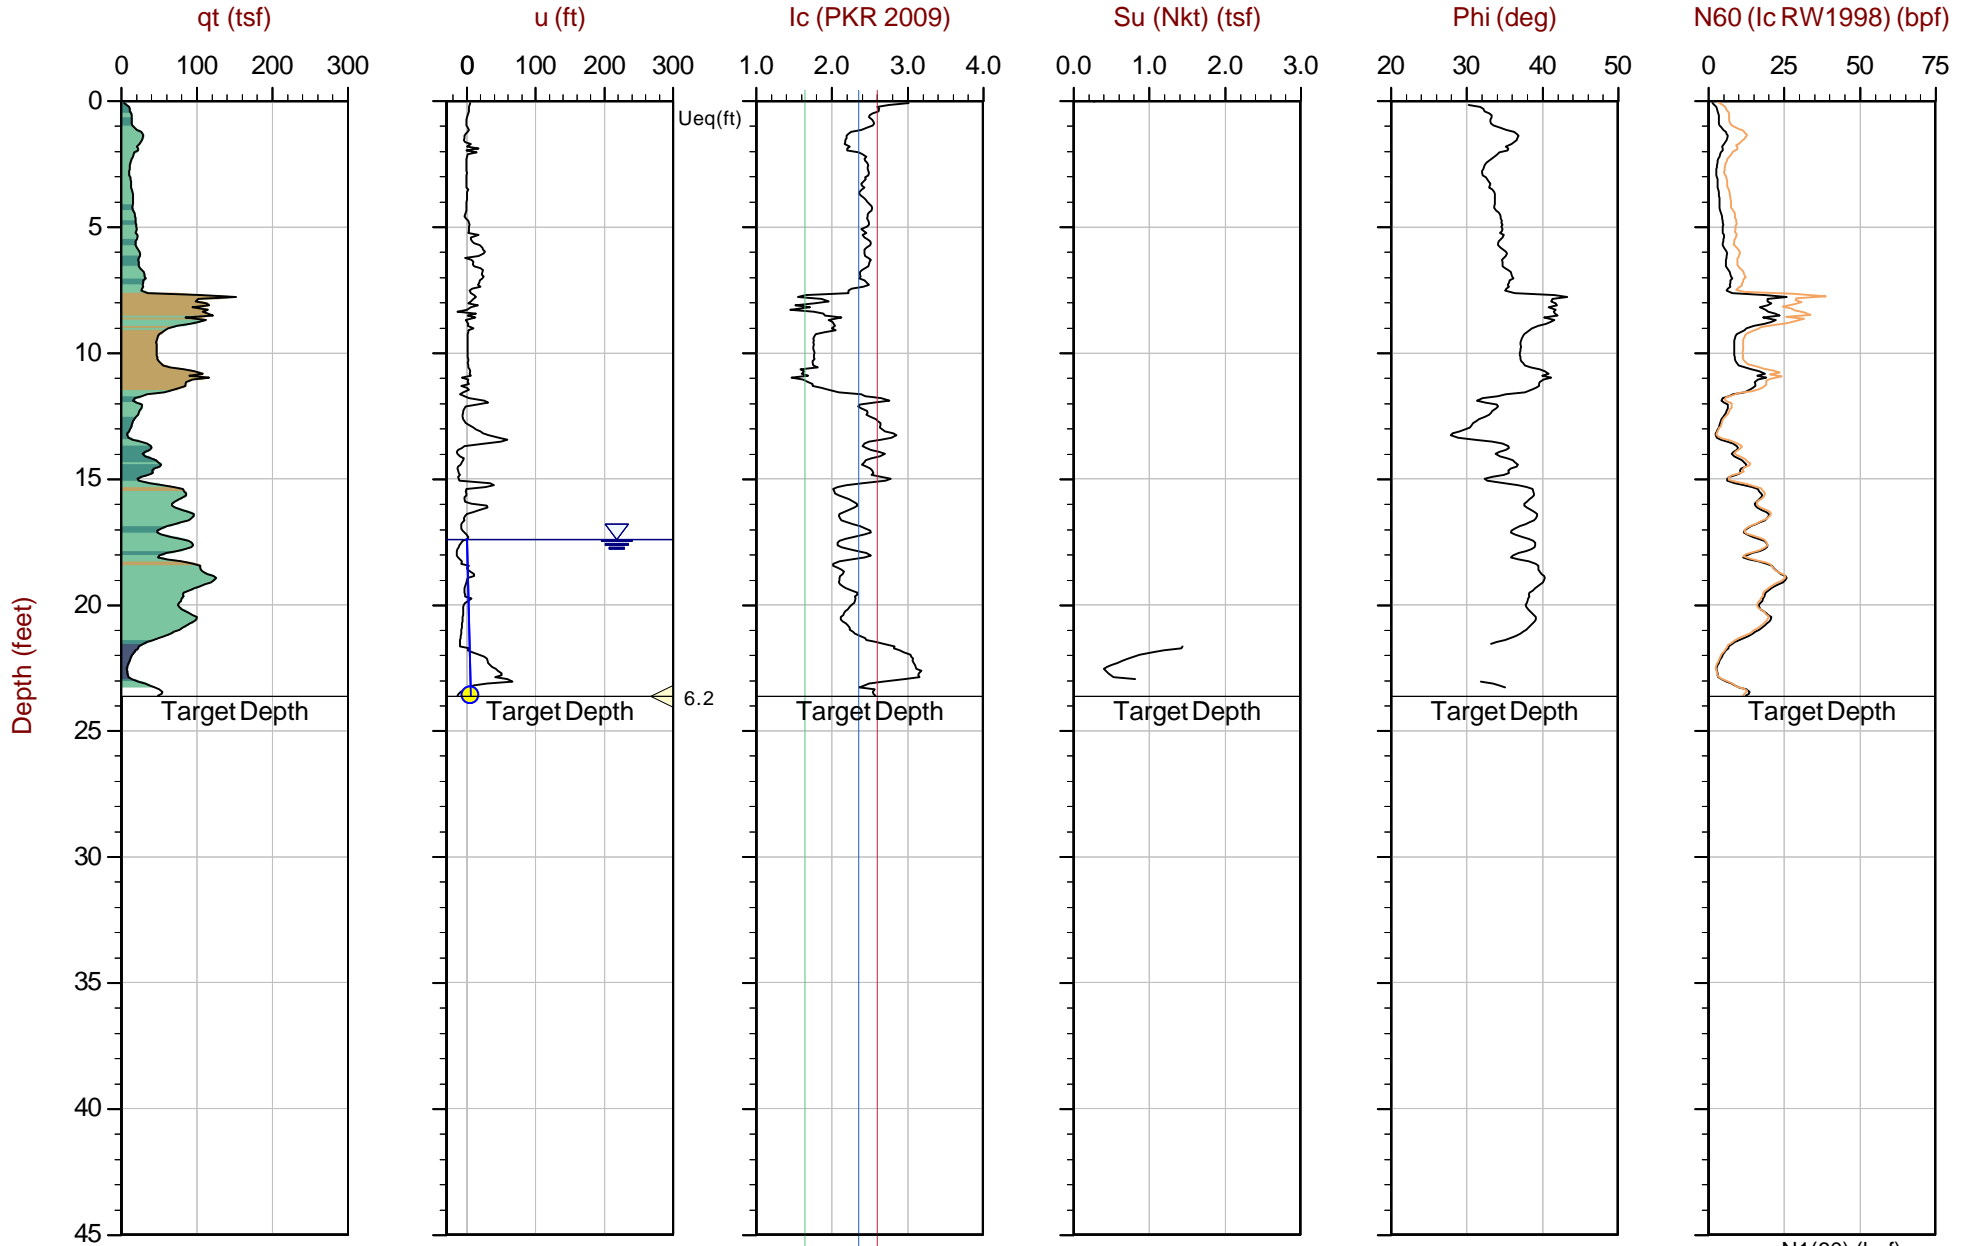 qt (tsf) u (ft) Ic (PKR 2009) Su (Nkt) (tsf) Phi (deg) N60 (Ic RW1998) (bpf)
0 100 200 300 0 100 200 300 1.0 2.0 3.0 4.0 0.0 1.0 2.0 3.0 20 30 40 50 0 25 50 75
0
Ueq(ft)
5
10
15
20
6.2
Target Depth Target Depth Target Depth Target Depth Target Depth Target Depth
25
30
35
40
45
Depth (feet)